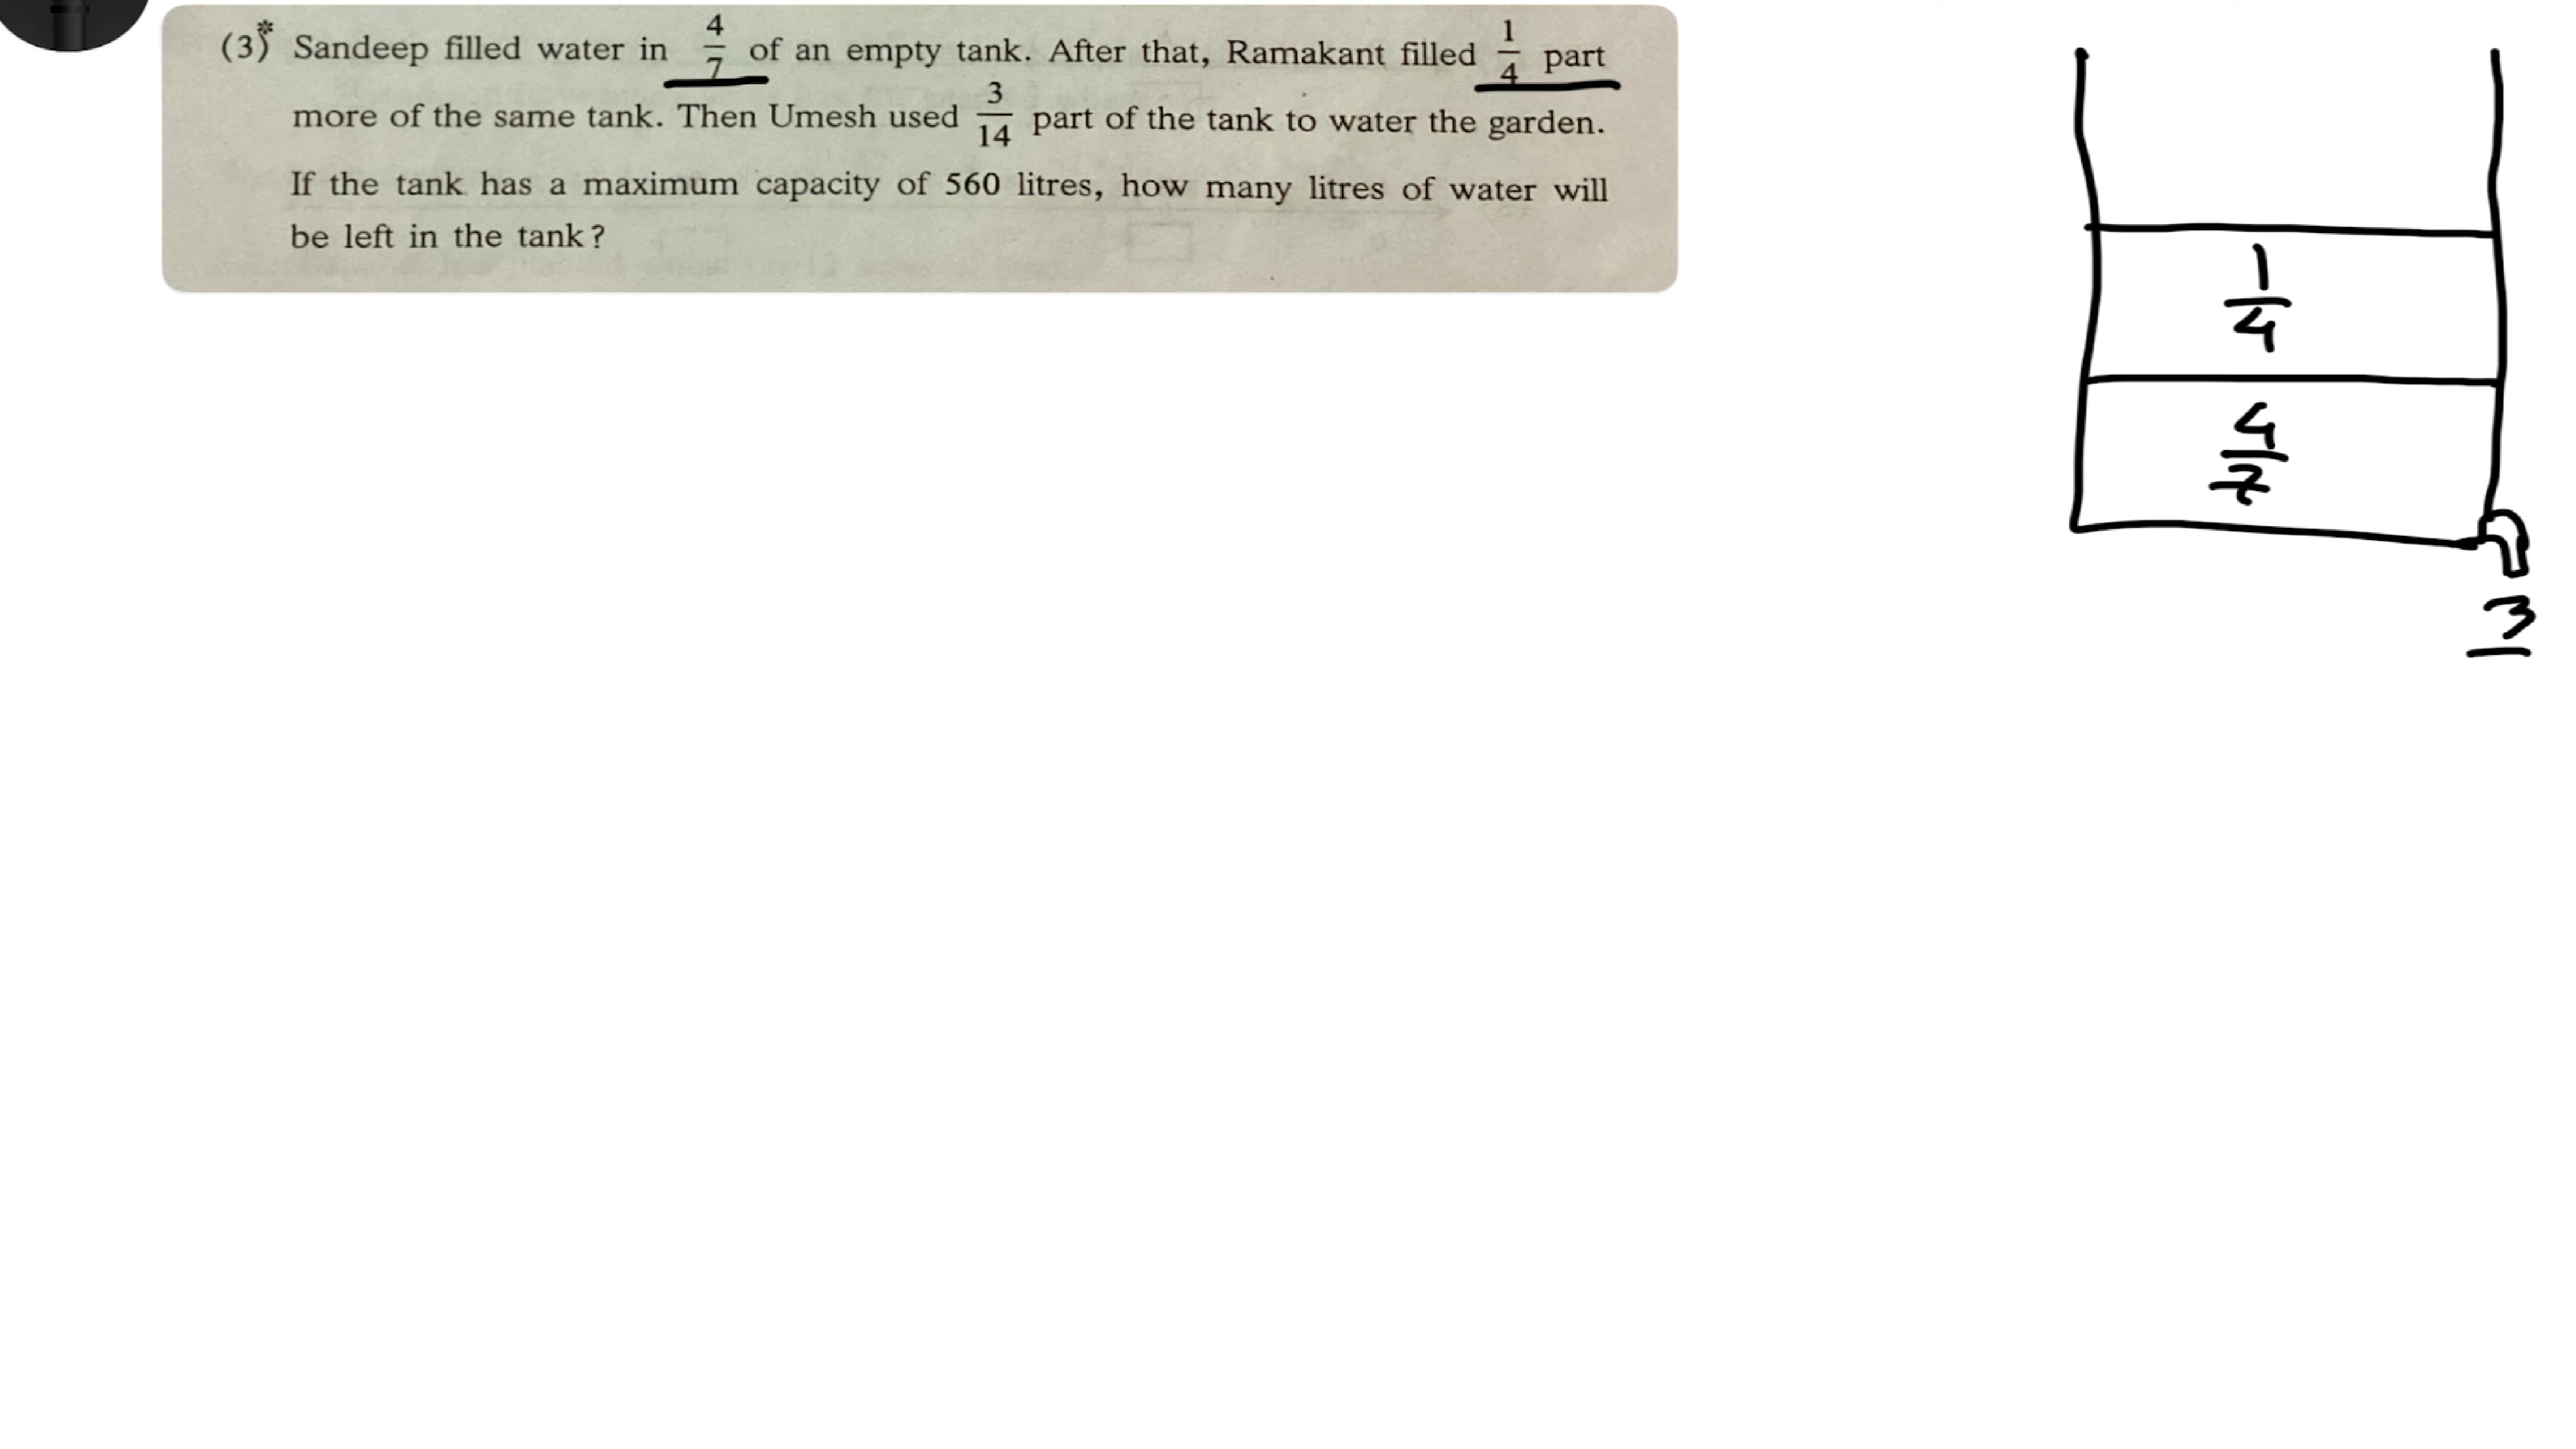 (3)* Sandeep filled water in 4/7 of an empty tank. After that, Ramakant filled 1/4 part
more of the same tank. Then Umesh used 3/14 part of the tank to water the garden.
If the tank has a maximum capacity of 560 litres, how many litres of water will
be left in the tank?
1/4
4/7
3